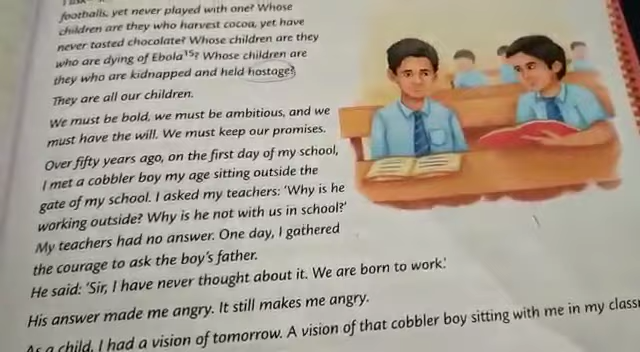 footballs, yet never played with one? Whose
children are they who harvest cocoa, yet have
never tasted chocolate? Whose children are they
who are dying of Ebola¹⁵? Whose children are
they who are kidnapped and held hostage?
They are all our children.
We must be bold, we must be ambitious, and we
must have the will. We must keep our promises.
Over fifty years ago, on the first day of my school,
I met a cobbler boy my age sitting outside the
gate of my school. I asked my teachers: 'Why is he
working outside? Why is he not with us in school?'
My teachers had no answer. One day, I gathered
the courage to ask the boy's father.
He said: 'Sir, I have never thought about it. We are born to work.'
His answer made me angry. It still makes me angry.
As a child, I had a vision of tomorrow. A vision of that cobbler boy sitting with me in my